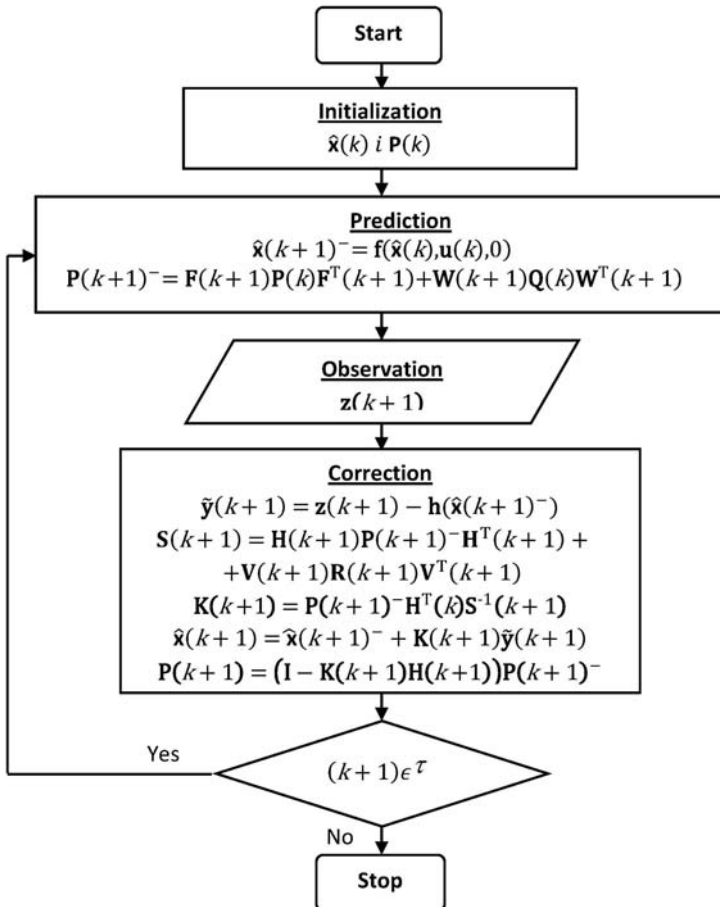 Start
Initialization
x̂(k) i P(k)
Prediction
x̂(k+1)⁻= f(x̂(k),u(k),0)
P(k+1)⁻= F(k+1)P(k)Fᵀ(k+1)+W(k+1)Q(k)Wᵀ(k+1)
Observation
z(k+1)
Correction
ỹ(k+1) = z(k+1) − h(x̂(k+1)⁻)
S(k+1) = H(k+1)P(k+1)⁻Hᵀ(k+1) +
+V(k+1)R(k+1)Vᵀ(k+1)
K(k+1) = P(k+1)⁻Hᵀ(k)S⁻¹(k+1)
x̂(k+1) = x̂(k+1)⁻ + K(k+1)ỹ(k+1)
P(k+1) = (I − K(k+1)H(k+1))P(k+1)⁻
Yes
(k+1)ϵ τ
No
Stop